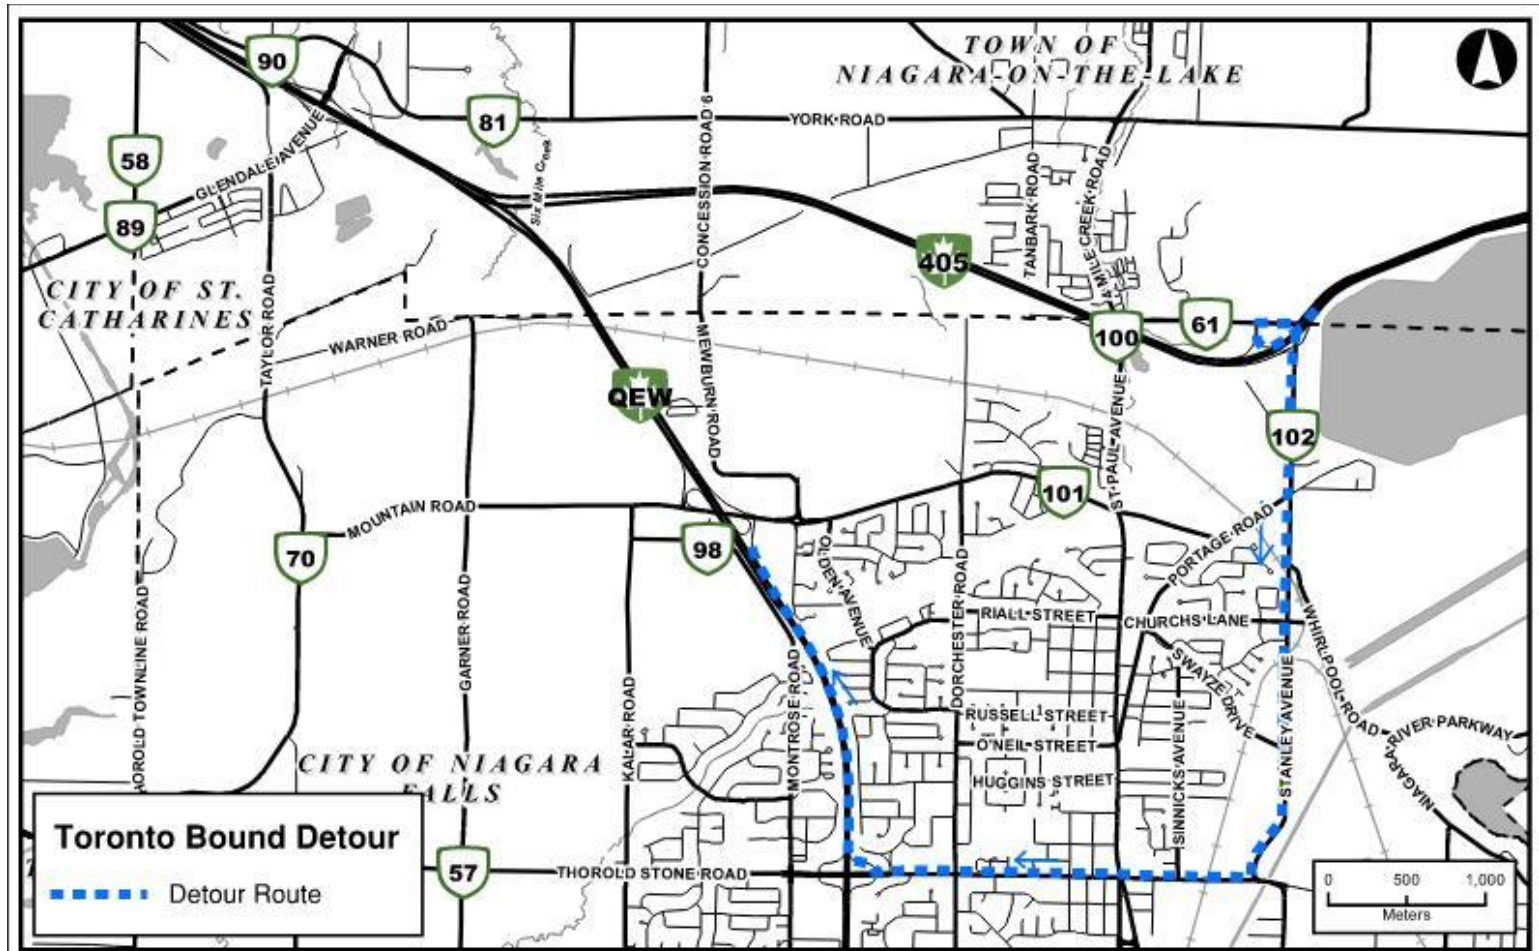 TOWN OF
NIAGARA-ON-THE-LAKE
90
81
YORK ROAD
CONCESSION ROAD 6
58
GLENDALE AVENUE
Six Mile Creek
TANBARK ROAD
4 MILE CREEK ROAD
89
405
CITY OF ST.
CATHARINES
TAYLOR ROAD
WARNER ROAD
MEWBURN ROAD
100
61
QEW
ST PAUL AVENUE
102
101
MOUNTAIN ROAD
PORTAGE ROAD
70
98
DORCHESTER ROAD
RIALL STREET
CHURCHS LANE
THOROLD TOWNLINE ROAD
GARNER ROAD
KALAR ROAD
MONTROSE ROAD
SWAYZE DRIVE
STANLEY AVENUE
WHIRLPOOL ROAD
RUSSELL STREET
O'NEIL STREET
HUGGINS STREET
SINNICKS AVENUE
NIAGARA RIVER PARKWAY
CITY OF NIAGARA
FALLS
Toronto Bound Detour
Detour Route
57
THOROLD STONE ROAD
0 500 1,000
Meters